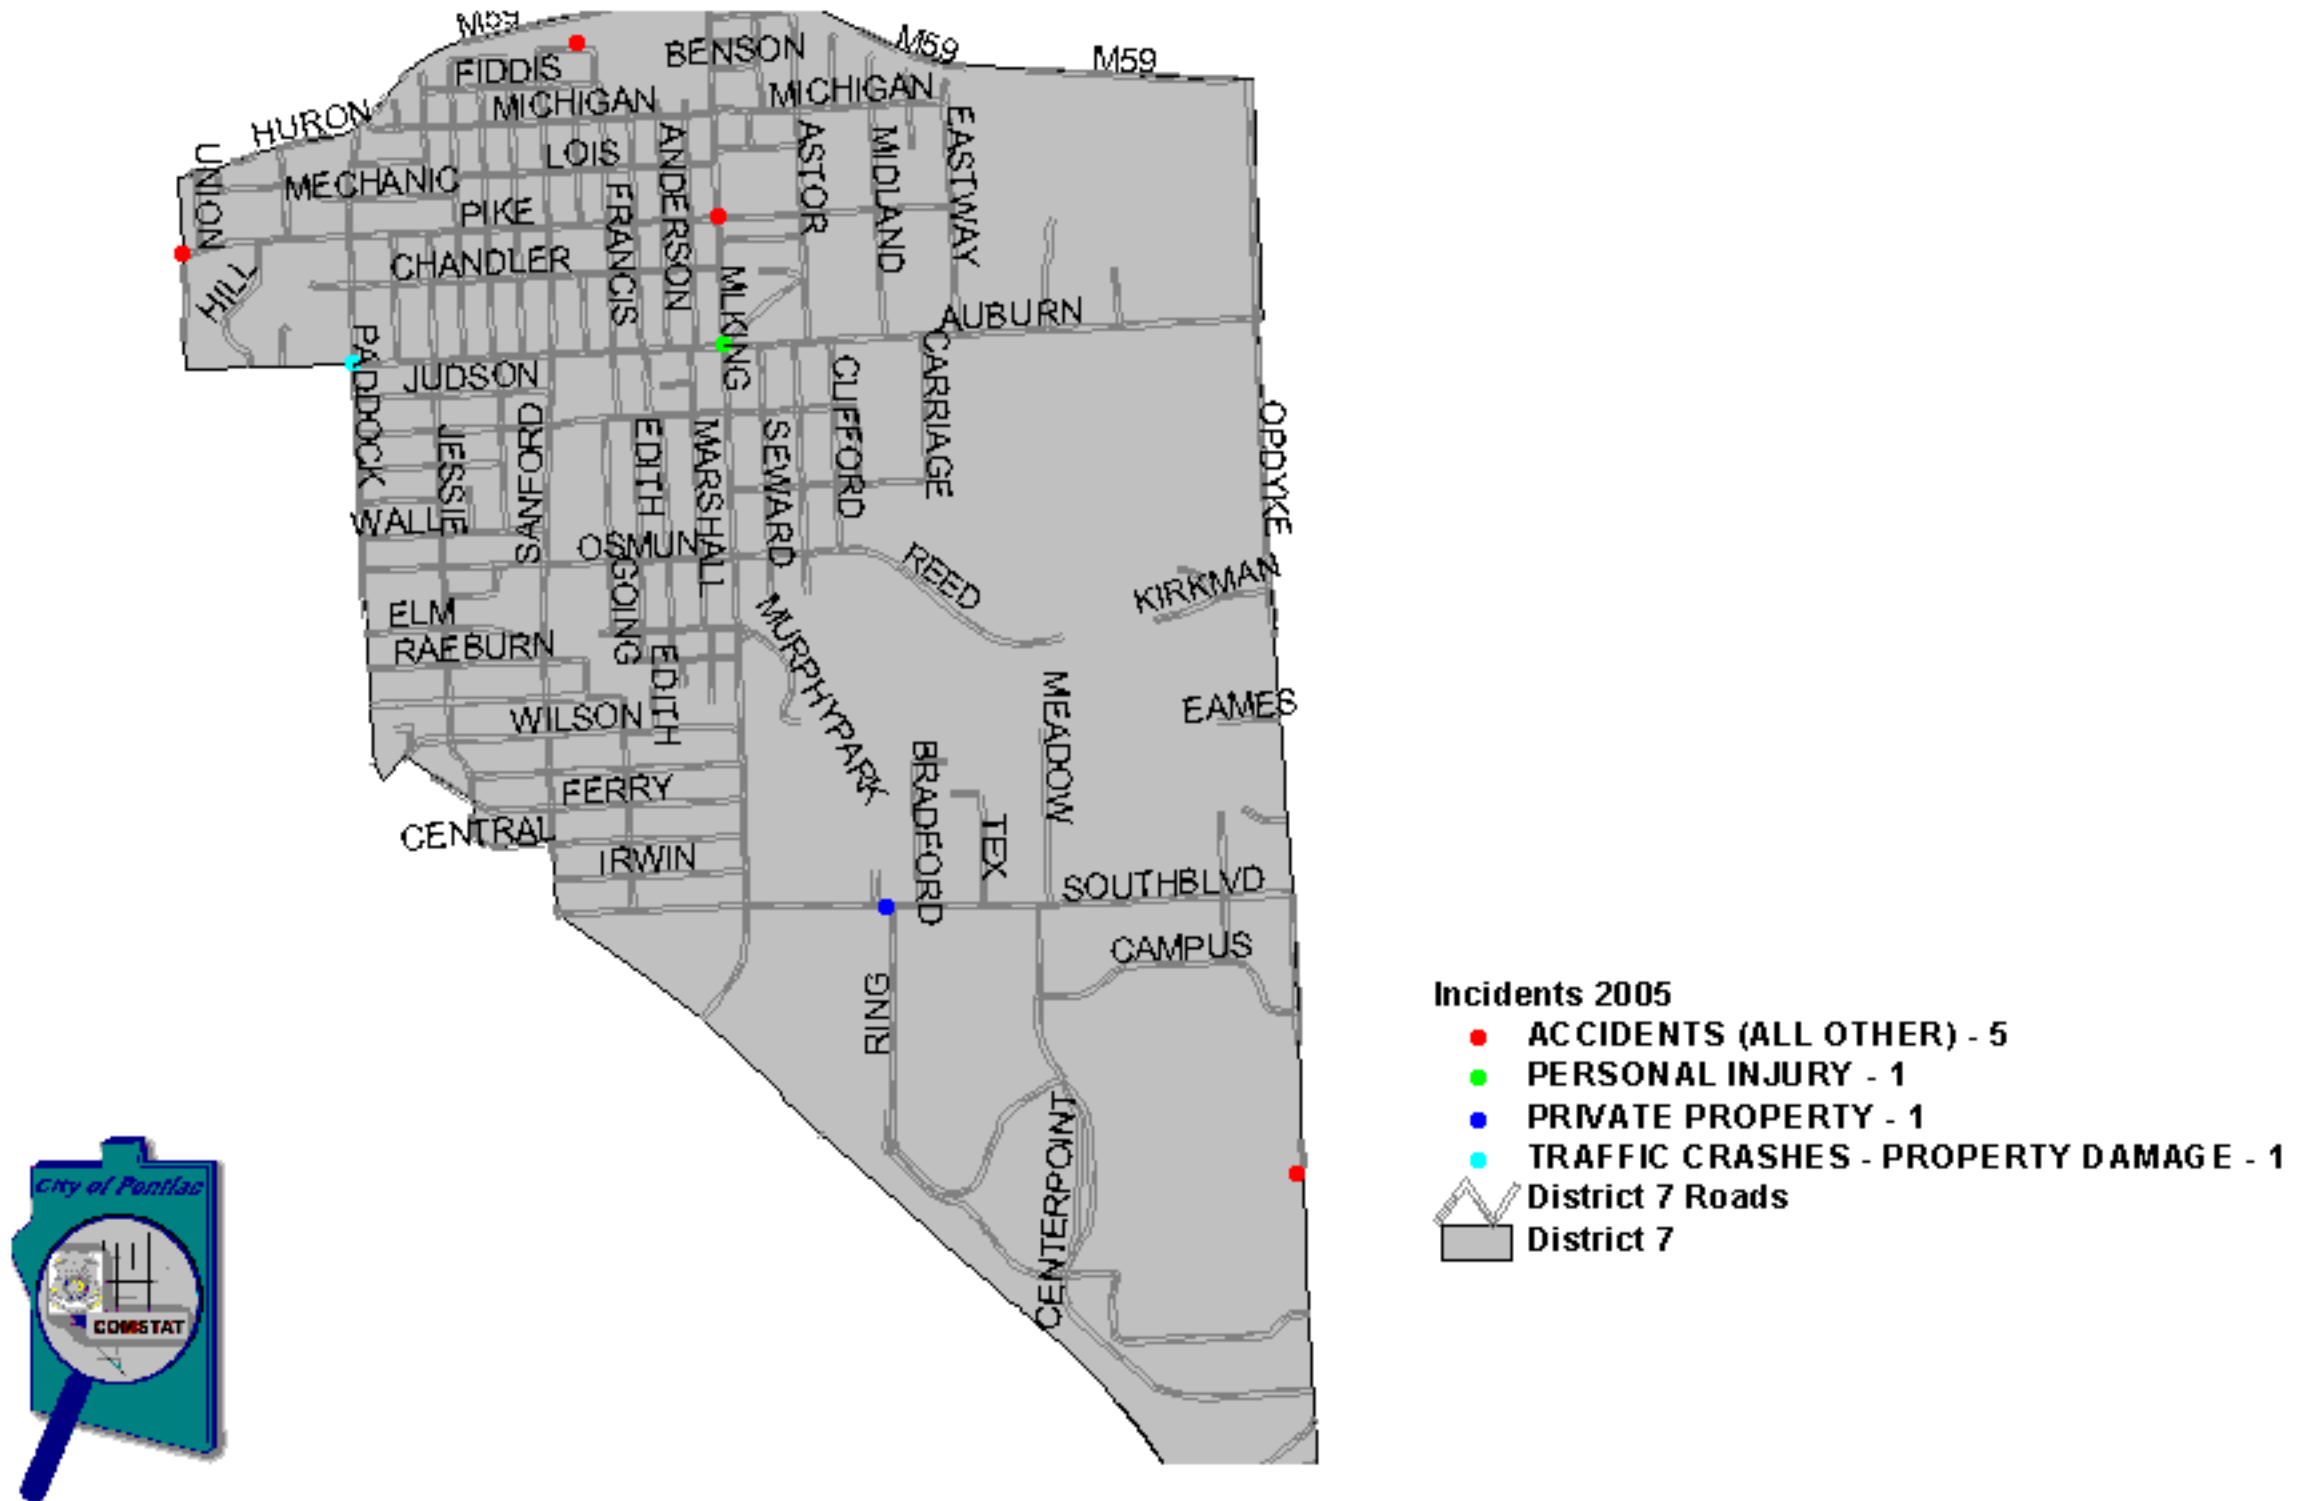 M59
M59
M59
BENSON
FIDDIS
MICHIGAN
MICHIGAN
HURON
UNION
LOIS
ANDERSON
ASTOR
MIDLAND
EASTWAY
MECHANIC
PIKE
FRANCIS
CHANDLER
HILL
MLKING
AUBURN
PADDOCK
JUDSON
CLIFFORD
CARRIAGE
OPDYKE
JESSIE
SANFORD
EDITH
MARSHALL
SEWARD
WALL
OSMUN
GOING
REED
KIRKMAN
ELM
RAEBURN
MURPHYPARK
EDITH
MEADOW
EAMES
WILSON
BRADFORD
FERRY
TEX
CENTRAL
IRWIN
SOUTHBLVD
CAMPUS
RING
CENTERPOINT
Incidents 2005
ACCIDENTS (ALL OTHER) - 5
PERSONAL INJURY - 1
PRIVATE PROPERTY - 1
TRAFFIC CRASHES - PROPERTY DAMAGE - 1
District 7 Roads
District 7
City of Pontiac
COMSTAT